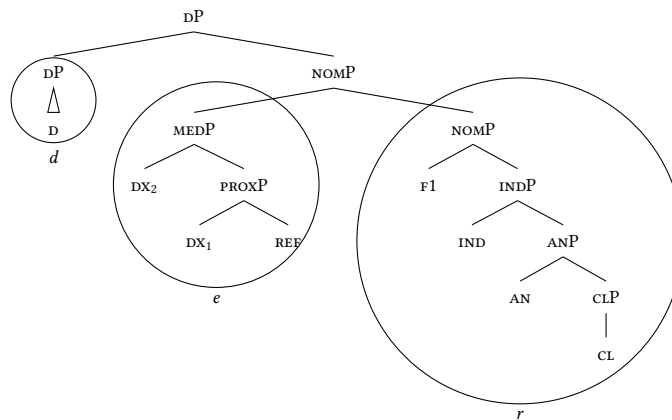 DP
DP NOMP
D MEDP NOMP
d
DX₂ PROXP F1 INDP
DX₁ REF IND ANP
e AN CLP
CL
r